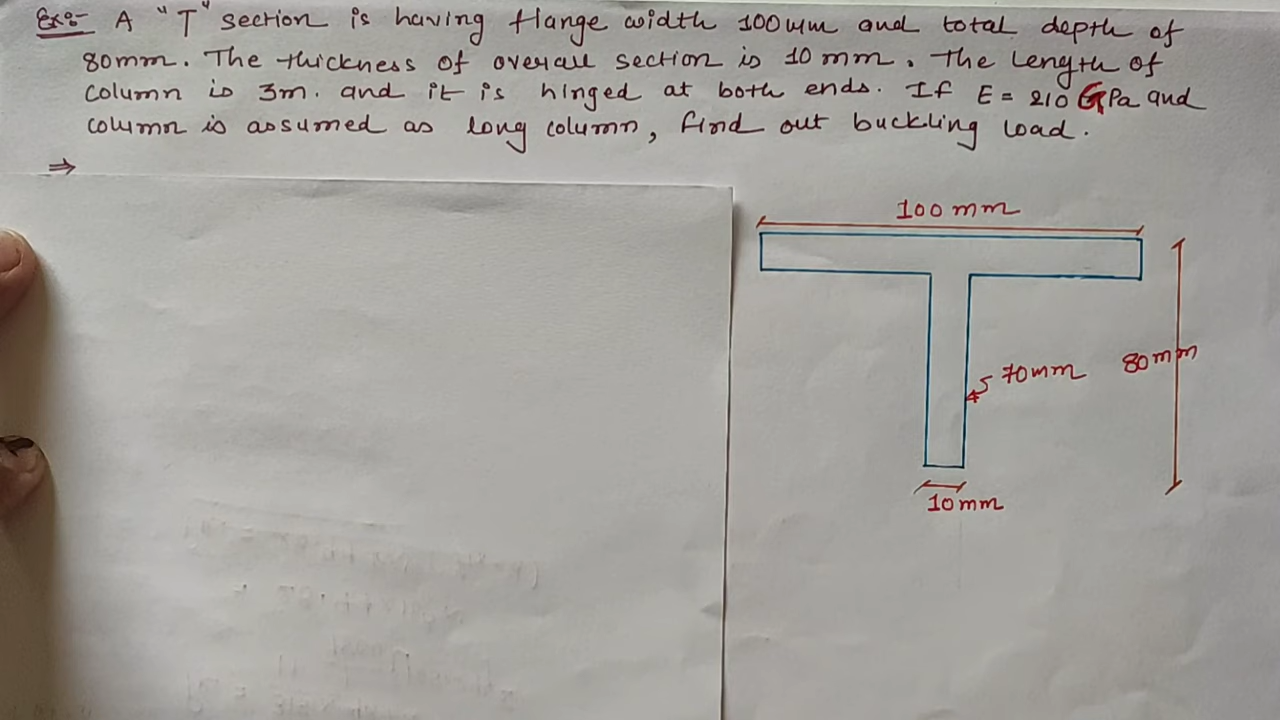 Ex:- A "T" section is having flange width 100mm and total depth of
80mm. The thickness of overall section is 10 mm. The length of
column is 3m. and it is hinged at both ends. If E = 210 GPa and
column is assumed as long column, find out buckling load.
⇒
100 mm
70mm
80mm
10mm